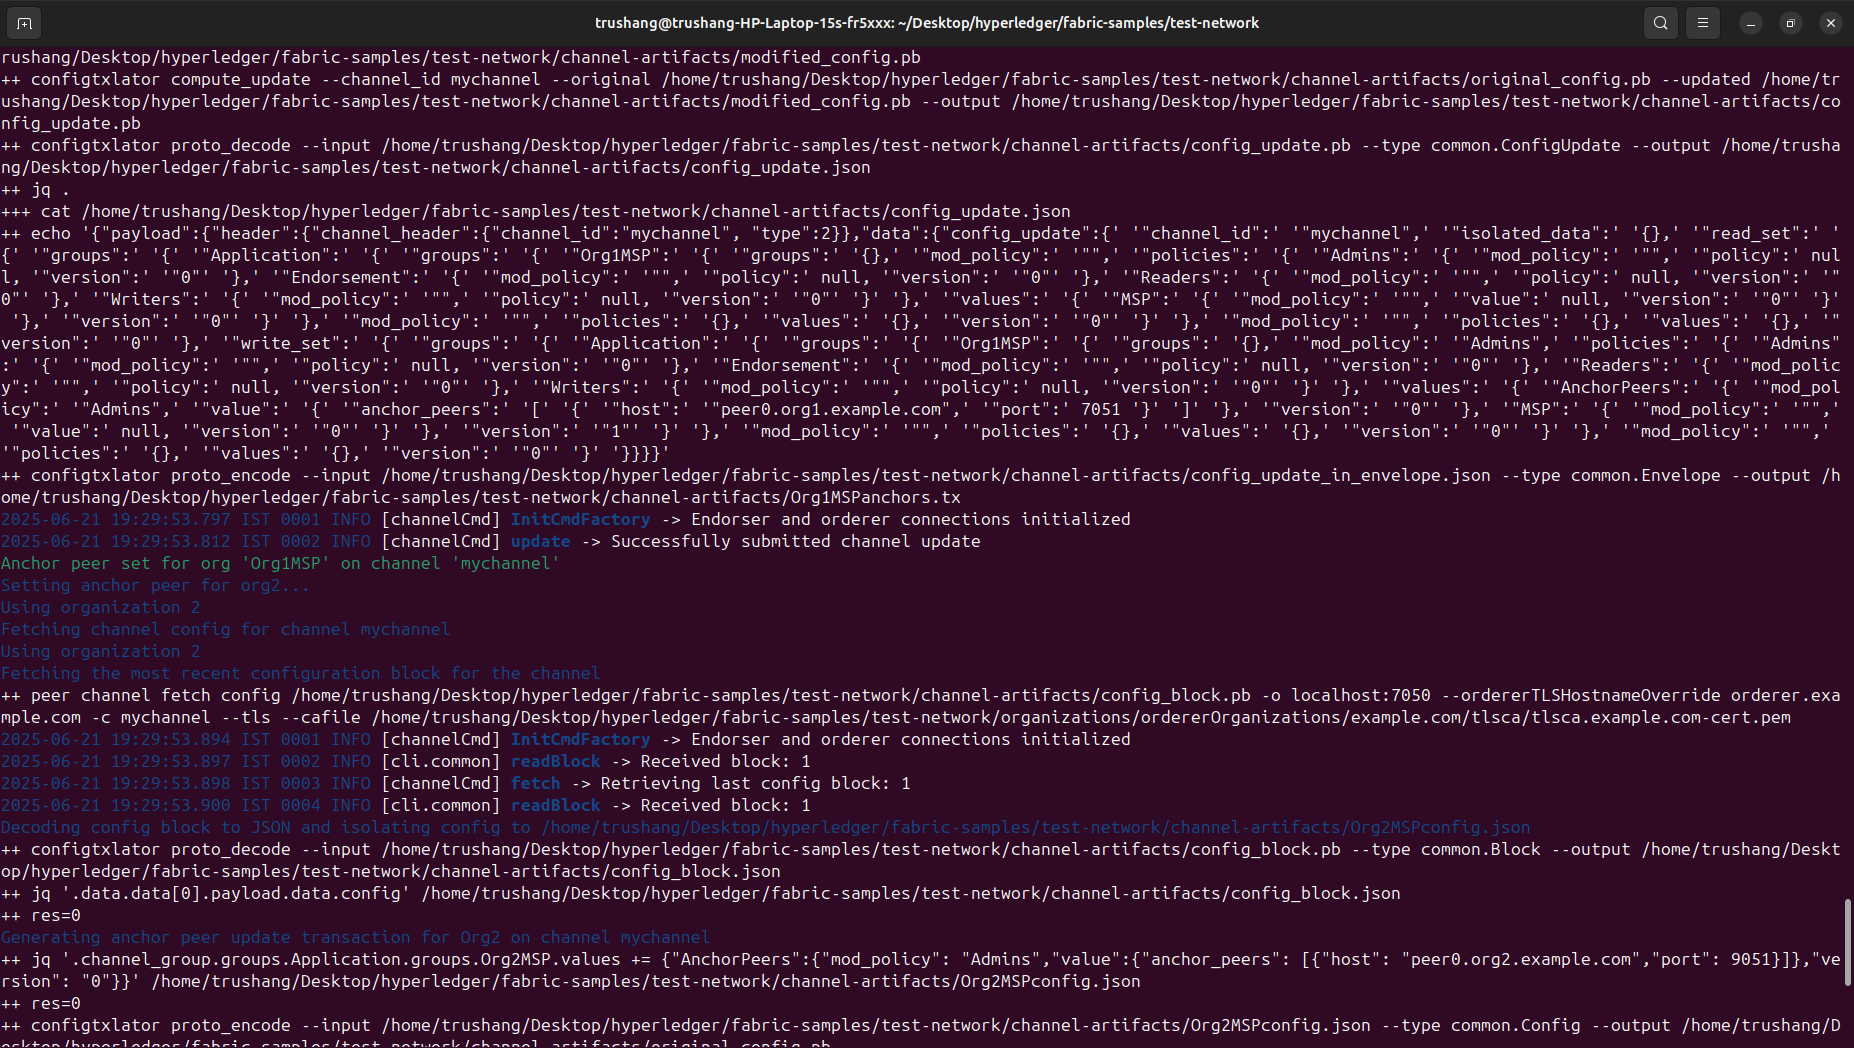 trushang@trushang-HP-Laptop-15s-fr5xxx: ~/Desktop/hyperledger/fabric-samples/test-network
rushang/Desktop/hyperledger/fabric-samples/test-network/channel-artifacts/modified_config.pb
++ configtxlator compute_update --channel_id mychannel --original /home/trushang/Desktop/hyperledger/fabric-samples/test-network/channel-artifacts/original_config.pb --updated /home/tr
ushang/Desktop/hyperledger/fabric-samples/test-network/channel-artifacts/modified_config.pb --output /home/trushang/Desktop/hyperledger/fabric-samples/test-network/channel-artifacts/co
nfig_update.pb
++ configtxlator proto_decode --input /home/trushang/Desktop/hyperledger/fabric-samples/test-network/channel-artifacts/config_update.pb --type common.ConfigUpdate --output /home/trusha
ng/Desktop/hyperledger/fabric-samples/test-network/channel-artifacts/config_update.json
++ jq .
+++ cat /home/trushang/Desktop/hyperledger/fabric-samples/test-network/channel-artifacts/config_update.json
++ echo '{"payload":{"header":{"channel_header":{"channel_id":"mychannel", "type":2}},"data":{"config_update":{' '"channel_id":' '"mychannel",' '"isolated_data":' '{},' '"read_set":' '
{' '"groups":' '{' '"Application":' '{' '"groups":' '{' '"Org1MSP":' '{' '"groups":' '{},' '"mod_policy":' '"",' '"policies":' '{' '"Admins":' '{' '"mod_policy":' '"",' '"policy":' nul
l, '"version":' '"0"' '},' '"Endorsement":' '{' '"mod_policy":' '"",' '"policy":' null, '"version":' '"0"' '},' '"Readers":' '{' '"mod_policy":' '"",' '"policy":' null, '"version":' '"
0"' '},' '"Writers":' '{' '"mod_policy":' '"",' '"policy":' null, '"version":' '"0"' '}' '},' '"values":' '{' '"MSP":' '{' '"mod_policy":' '"",' '"value":' null, '"version":' '"0"' '}'
 '},' '"version":' '"0"' '}' '},' '"mod_policy":' '"",' '"policies":' '{},' '"values":' '{},' '"version":' '"0"' '}' '},' '"mod_policy":' '"",' '"policies":' '{},' '"values":' '{},' '"
version":' '"0"' '},' '"write_set":' '{' '"groups":' '{' '"Application":' '{' '"groups":' '{' '"Org1MSP":' '{' '"groups":' '{},' '"mod_policy":' '"Admins",' '"policies":' '{' '"Admins"
:' '{' '"mod_policy":' '"",' '"policy":' null, '"version":' '"0"' '},' '"Endorsement":' '{' '"mod_policy":' '"",' '"policy":' null, '"version":' '"0"' '},' '"Readers":' '{' '"mod_polic
y":' '"",' '"policy":' null, '"version":' '"0"' '},' '"Writers":' '{' '"mod_policy":' '"",' '"policy":' null, '"version":' '"0"' '}' '},' '"values":' '{' '"AnchorPeers":' '{' '"mod_pol
icy":' '"Admins",' '"value":' '{' '"anchor_peers":' '[' '{' '"host":' '"peer0.org1.example.com",' '"port":' 7051 '}' ']' '},' '"version":' '"0"' '},' '"MSP":' '{' '"mod_policy":' '"",'
 '"value":' null, '"version":' '"0"' '}' '},' '"version":' '"1"' '}' '},' '"mod_policy":' '"",' '"policies":' '{},' '"values":' '{},' '"version":' '"0"' '}' '},' '"mod_policy":' '"",'
'"policies":' '{},' '"values":' '{},' '"version":' '"0"' '}' '}}}}'
++ configtxlator proto_encode --input /home/trushang/Desktop/hyperledger/fabric-samples/test-network/channel-artifacts/config_update_in_envelope.json --type common.Envelope --output /h
ome/trushang/Desktop/hyperledger/fabric-samples/test-network/channel-artifacts/Org1MSPanchors.tx
2025-06-21 19:29:53.797 IST 0001 INFO [channelCmd] InitCmdFactory -> Endorser and orderer connections initialized
2025-06-21 19:29:53.812 IST 0002 INFO [channelCmd] update -> Successfully submitted channel update
Anchor peer set for org 'Org1MSP' on channel 'mychannel'
Setting anchor peer for org2...
Using organization 2
Fetching channel config for channel mychannel
Using organization 2
Fetching the most recent configuration block for the channel
++ peer channel fetch config /home/trushang/Desktop/hyperledger/fabric-samples/test-network/channel-artifacts/config_block.pb -o localhost:7050 --ordererTLSHostnameOverride orderer.exa
mple.com -c mychannel --tls --cafile /home/trushang/Desktop/hyperledger/fabric-samples/test-network/organizations/ordererOrganizations/example.com/tlsca/tlsca.example.com-cert.pem
2025-06-21 19:29:53.894 IST 0001 INFO [channelCmd] InitCmdFactory -> Endorser and orderer connections initialized
2025-06-21 19:29:53.897 IST 0002 INFO [cli.common] readBlock -> Received block: 1
2025-06-21 19:29:53.898 IST 0003 INFO [channelCmd] fetch -> Retrieving last config block: 1
2025-06-21 19:29:53.900 IST 0004 INFO [cli.common] readBlock -> Received block: 1
Decoding config block to JSON and isolating config to /home/trushang/Desktop/hyperledger/fabric-samples/test-network/channel-artifacts/Org2MSPconfig.json
++ configtxlator proto_decode --input /home/trushang/Desktop/hyperledger/fabric-samples/test-network/channel-artifacts/config_block.pb --type common.Block --output /home/trushang/Deskt
op/hyperledger/fabric-samples/test-network/channel-artifacts/config_block.json
++ jq '.data.data[0].payload.data.config' /home/trushang/Desktop/hyperledger/fabric-samples/test-network/channel-artifacts/config_block.json
++ res=0
Generating anchor peer update transaction for Org2 on channel mychannel
++ jq '.channel_group.groups.Application.groups.Org2MSP.values += {"AnchorPeers":{"mod_policy": "Admins","value":{"anchor_peers": [{"host": "peer0.org2.example.com","port": 9051}]},"ve
rsion": "0"}}' /home/trushang/Desktop/hyperledger/fabric-samples/test-network/channel-artifacts/Org2MSPconfig.json
++ res=0
++ configtxlator proto_encode --input /home/trushang/Desktop/hyperledger/fabric-samples/test-network/channel-artifacts/Org2MSPconfig.json --type common.Config --output /home/trushang/D
esktop/hyperledger/fabric-samples/test-network/channel-artifacts/original_config.pb